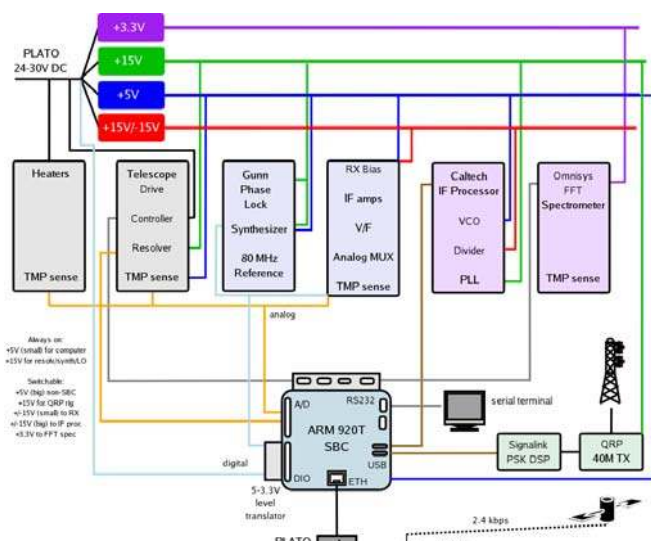 +3.3V
PLATO
24-30V DC
+15V
+5V
+15V/-15V
Heaters
TMP sense
Telescope
Drive
Controller
Resolver
TMP sense
Gunn
Phase
Lock
Synthesizer
80 MHz
Reference
RX Bias
IF amps
V/F
Analog MUX
TMP sense
Caltech
IF Processor
VCO
Divider
PLL
Omnisys
FFT
Spectrometer
TMP sense
analog
Always on:
+5V (small) for computer
+15V for resolv/synth/LO
Switchable:
+5V (big) non-SBC
+15V for QRP rig
+/-15V (small) to RX
+/-15V (big) to IF proc
+3.3V to FFT spec
A/D
RS232
ARM 920T
SBC
USB
DIO
ETH
serial terminal
digital
5-3.3V
level
translator
Signalink
PSK DSP
QRP
40M TX
2.4 kbps
PLATO